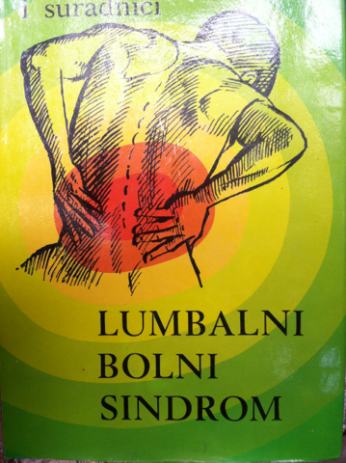 i suradnici
LUMBALNI
BOLNI
SINDROM